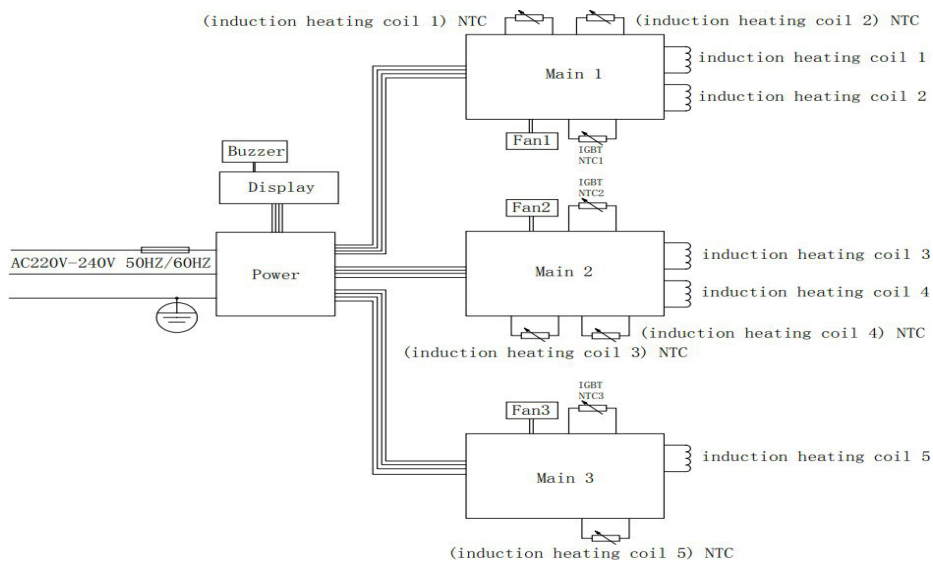 (induction heating coil 1) NTC
(induction heating coil 2) NTC
Main 1
induction heating coil 1
induction heating coil 2
Fan1
IGBT
NTC1
Buzzer
Display
AC220V-240V 50HZ/60HZ
Power
IGBT
NTC2
Fan2
Main 2
induction heating coil 3
induction heating coil 4
(induction heating coil 4) NTC
(induction heating coil 3) NTC
IGBT
NTC3
Fan3
Main 3
induction heating coil 5
(induction heating coil 5) NTC